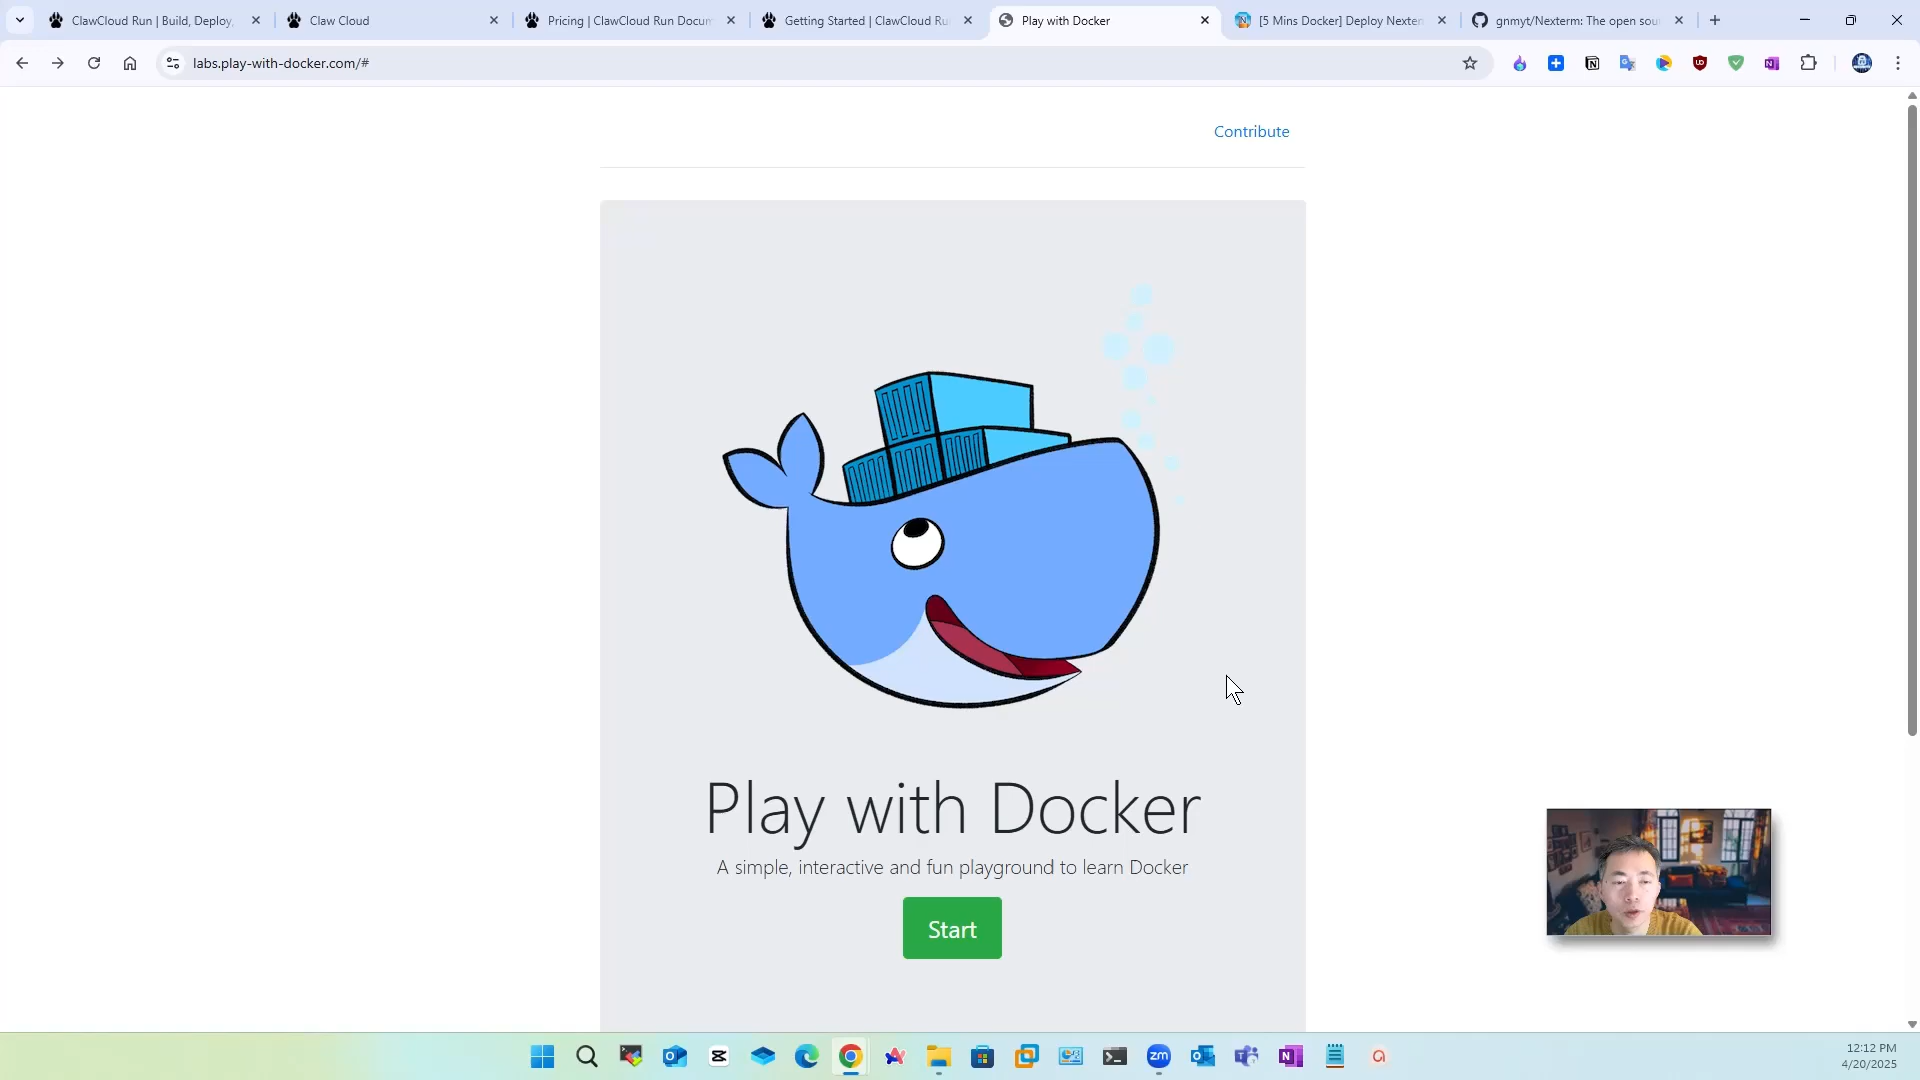 ClawCloud Run | Build, Deploy,
Claw Cloud
Pricing | ClawCloud Run Docum
Getting Started | ClawCloud Ru
Play with Docker
[5 Mins Docker] Deploy Nexter
gnmyt/Nexterm: The open sou
labs.play-with-docker.com/#
Contribute
Play with Docker
A simple, interactive and fun playground to learn Docker
Start
12:12 PM
4/20/2025